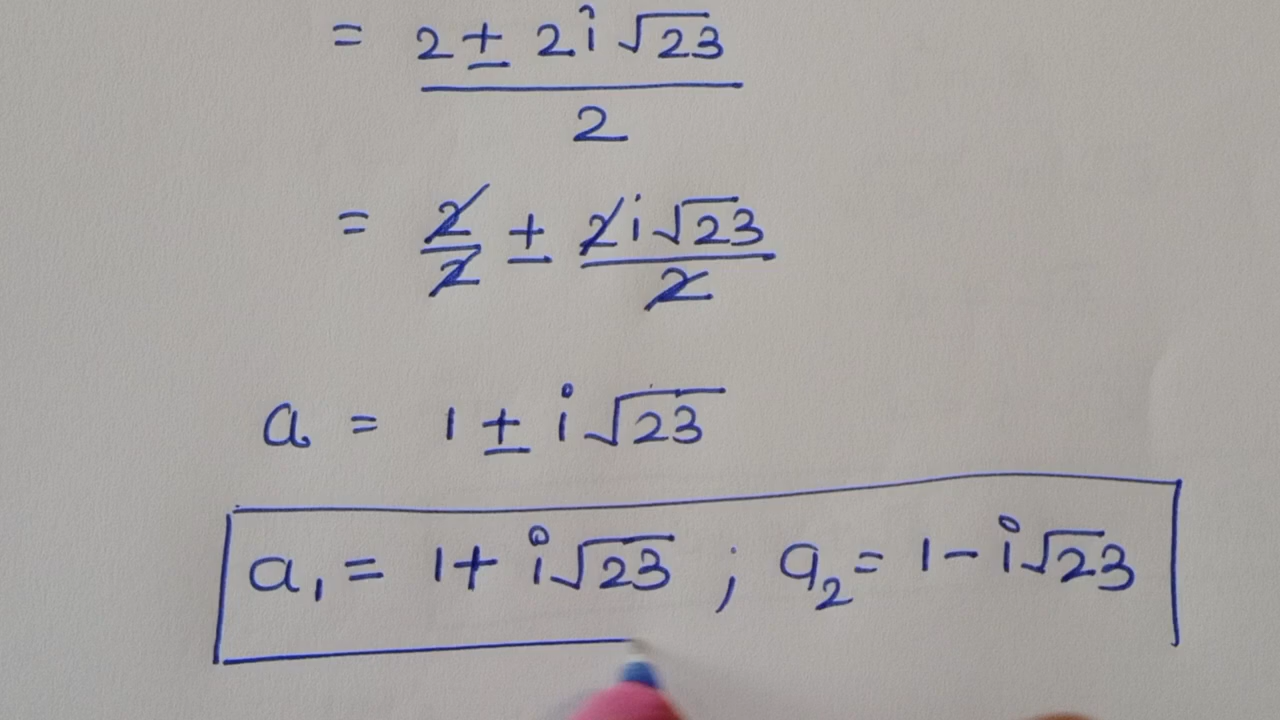 = (2 ± 2i√23)/2
= 2/2 ± 2i√23/2
a = 1 ± i√23
a₁ = 1 + i√23 ; a₂ = 1 - i√23